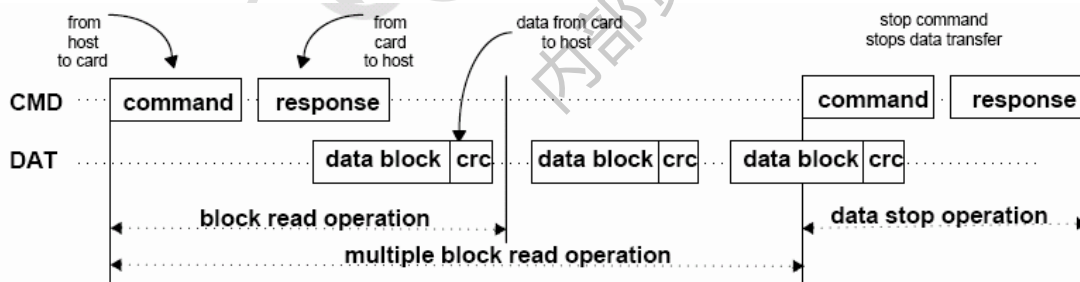 from
host
to card
from
card
to host
data from card
to host
stop command
stops data transfer
CMD
command
response
command
response
DAT
data block
crc
data block
crc
data block
crc
block read operation
data stop operation
multiple block read operation
内部